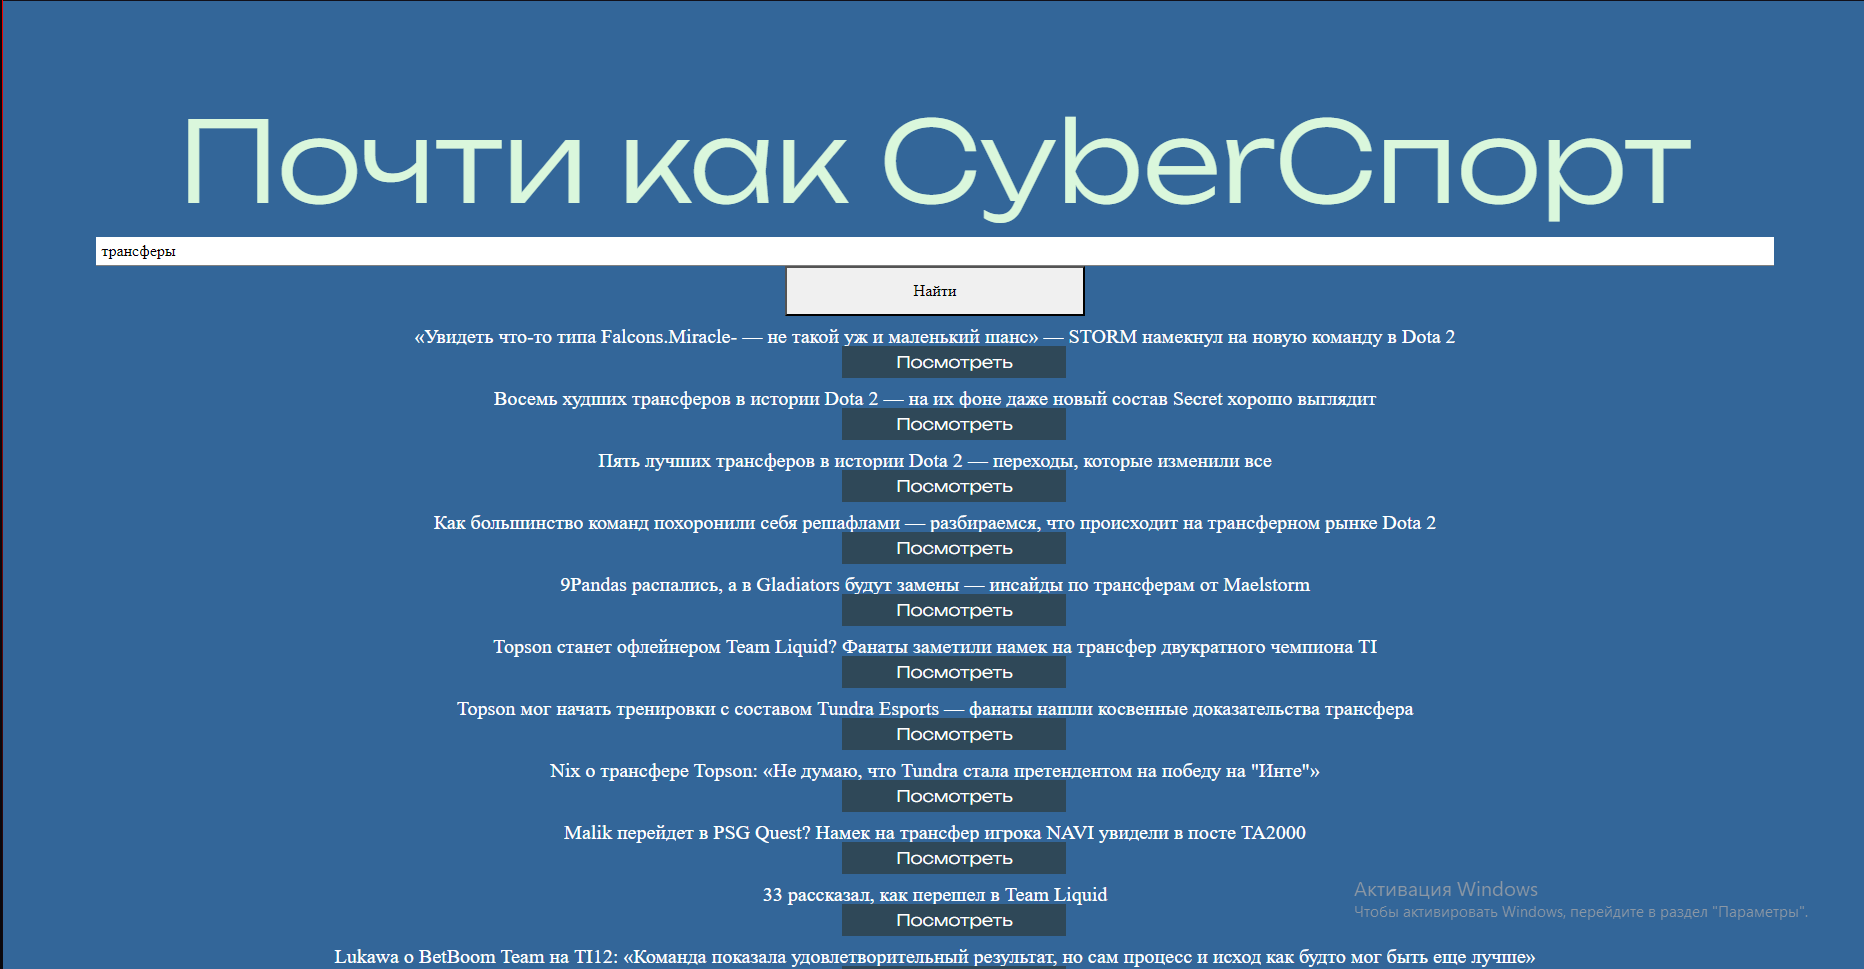 Почти как CyberСпорт
трансферы
Найти
«Увидеть что-то типа Falcons.Miracle- — не такой уж и маленький шанс» — STORM намекнул на новую команду в Dota 2
Посмотреть
Восемь худших трансферов в истории Dota 2 — на их фоне даже новый состав Secret хорошо выглядит
Посмотреть
Пять лучших трансферов в истории Dota 2 — переходы, которые изменили все
Посмотреть
Как большинство команд похоронили себя решафлами — разбираемся, что происходит на трансферном рынке Dota 2
Посмотреть
9Pandas распались, а в Gladiators будут замены — инсайды по трансферам от Maelstorm
Посмотреть
Topson станет офлейнером Team Liquid? Фанаты заметили намек на трансфер двукратного чемпиона TI
Посмотреть
Topson мог начать тренировки с составом Tundra Esports — фанаты нашли косвенные доказательства трансфера
Посмотреть
Nix о трансфере Topson: «Не думаю, что Tundra стала претендентом на победу на "Инте"»
Посмотреть
Malik перейдет в PSG Quest? Намек на трансфер игрока NAVI увидели в посте TA2000
Посмотреть
33 рассказал, как перешел в Team Liquid
Посмотреть
Lukawa о BetBoom Team на TI12: «Команда показала удовлетворительный результат, но сам процесс и исход как будто мог быть еще лучше»
Активация Windows
Чтобы активировать Windows, перейдите в раздел "Параметры".